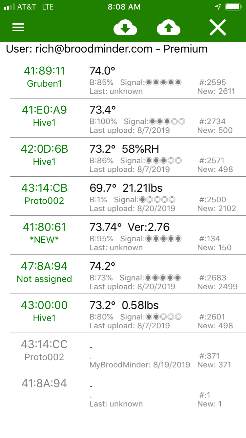 AT&T LTE 8:08 AM
User: rich@broodminder.com - Premium
41:89:11 74.0°
Gruben1 B:85% Signal: #:2595
Last: unknown New: 2611
41:E0:A9 73.4°
Hive1 B:100% Signal: #:2734
Last upload: 8/7/2019 New: 500
42:0D:6B 73.2° 58%RH
Hive1 B:86% Signal: #:2571
Last upload: 8/7/2019 New: 498
43:14:CB 69.7° 21.21lbs
Proto002 B:1% Signal: #:2500
Last upload: 8/20/2019 New: 2102
41:80:61 73.74° Ver:2.76
*NEW* B:95% Signal: #:134
Last: unknown New: 150
47:8A:94 74.2°
Not assigned B:73% Signal: #:2683
Last upload: 8/20/2019 New: 2499
43:00:00 73.2° 0.58lbs
Hive1 B:80% Signal: #:2601
Last upload: 8/7/2019 New: 498
43:14:CC .
Proto002 . #:371
MyBroodMinder: 8/19/2019 New: #:371
41:8A:94 .
. #:1
Last: unknown New: 1